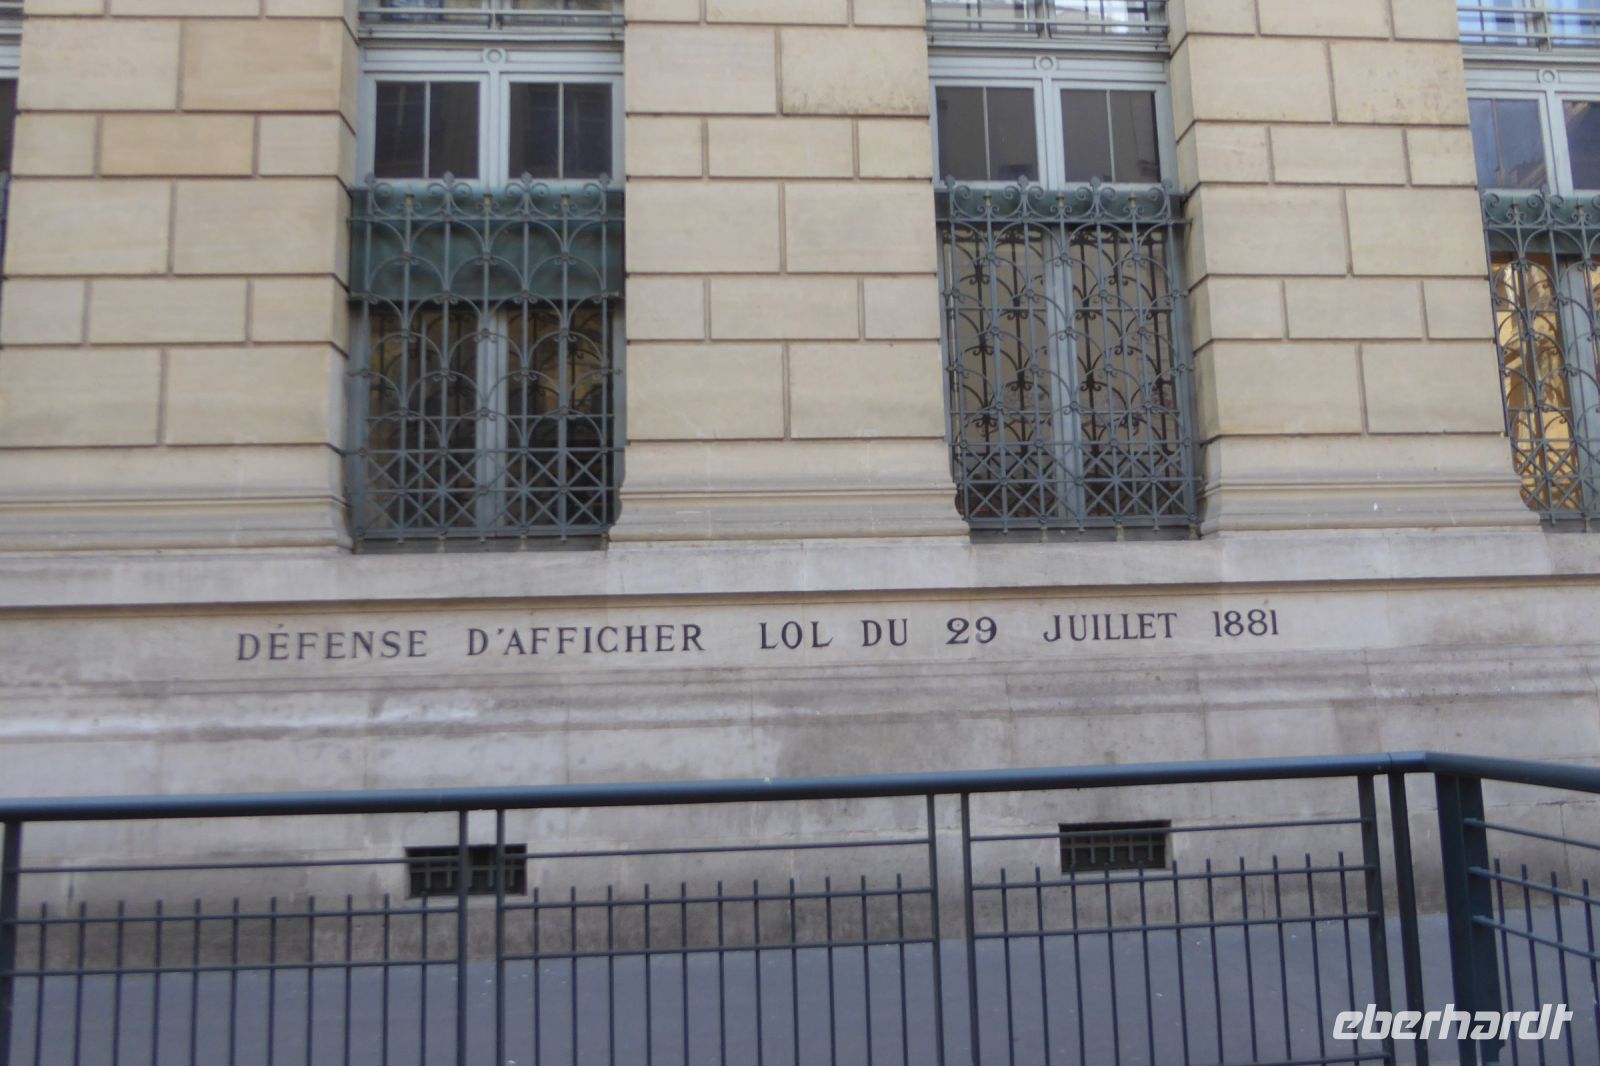 DÉFENSE D'AFFICHER LOL DU 29 JUILLET 1881
eberhardt